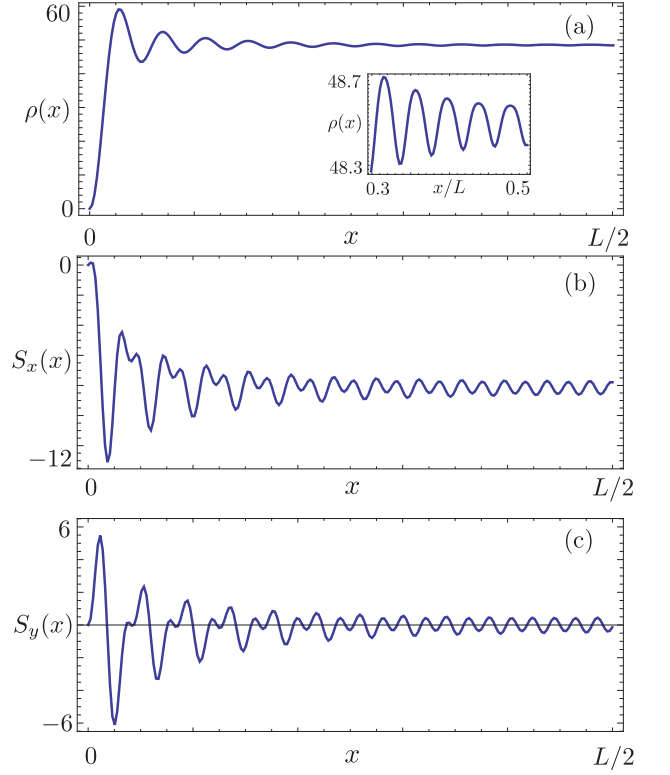 60
(a)
ρ(x)
48.7
ρ(x)
48.3
0.3 x/L 0.5
0
0 x L/2
0
(b)
S_x(x)
−12
0 x L/2
6
(c)
S_y(x)
−6
0 x L/2